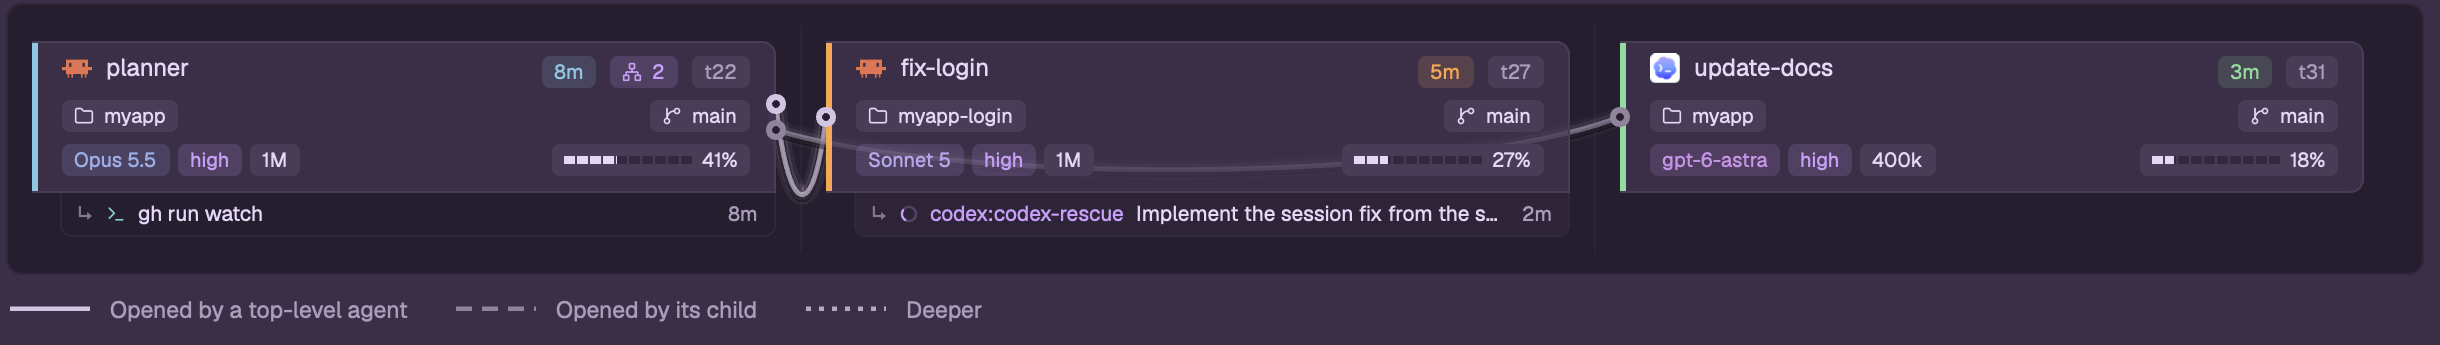 planner 8m 2 t22
myapp main
Opus 5.5 high 1M 41%
gh run watch 8m
fix-login 5m t27
myapp-login main
Sonnet 5 high 1M 27%
codex:codex-rescue Implement the session fix from the s... 2m
update-docs 3m t31
myapp main
gpt-6-astra high 400k 18%
Opened by a top-level agent Opened by its child Deeper